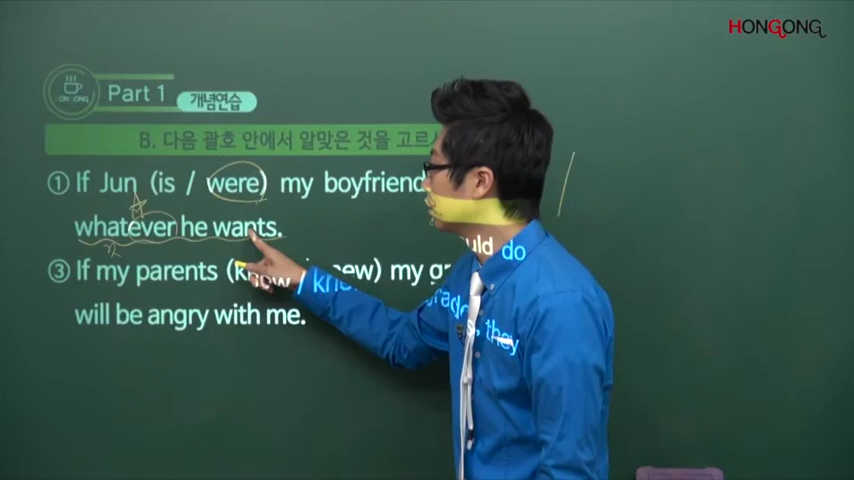 HONGONG
Part 1 개념연습
B. 다음 괄호 안에서 알맞은 것을 고르
① If Jun (is / were) my boyfriend would do
whatever he wants.
③ If my parents (know / knew) my grades, they
will be angry with me.